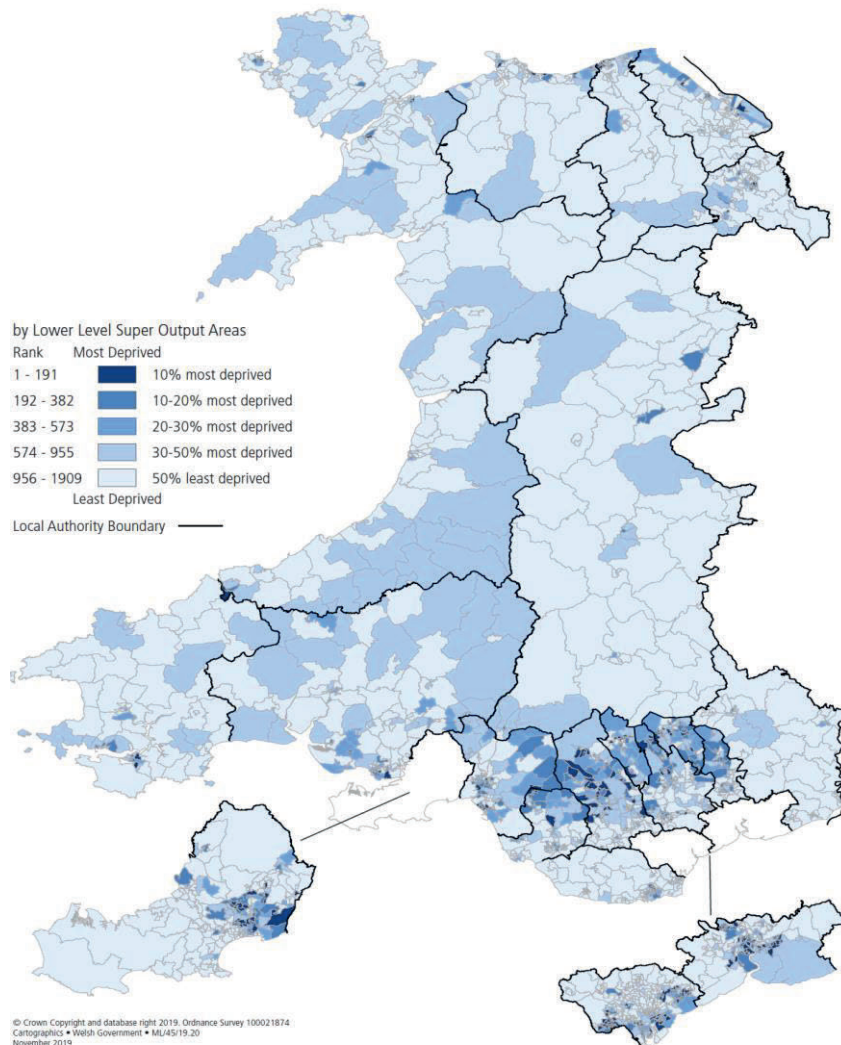 by Lower Level Super Output Areas
Rank Most Deprived
1 - 191 10% most deprived
192 - 382 10-20% most deprived
383 - 573 20-30% most deprived
574 - 955 30-50% most deprived
956 - 1909 50% least deprived
Least Deprived
Local Authority Boundary
© Crown Copyright and database right 2019. Ordnance Survey 100021874
Cartographics • Welsh Government • ML/45/19.20
November 2019